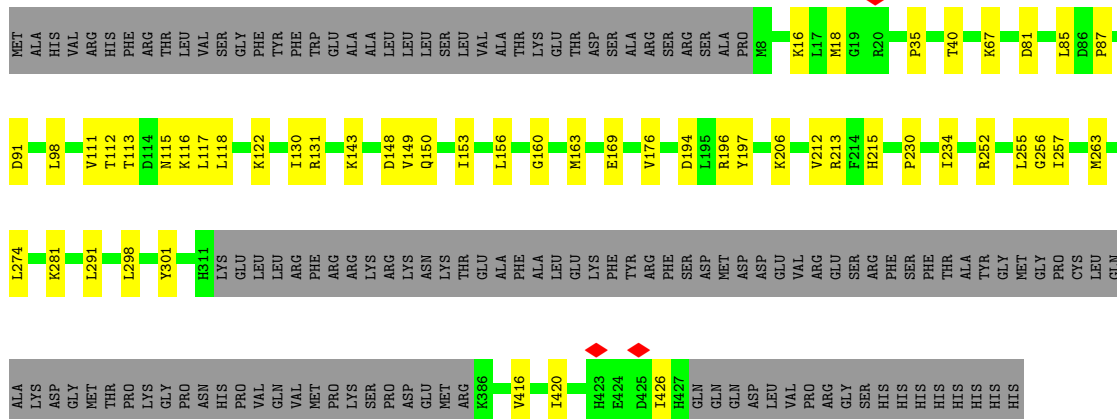 MET ALA HIS VAL ARG HIS PHE ARG THR LEU VAL SER GLY PHE TYR PHE TRP GLU ALA ALA LEU LEU LEU SER LEU VAL ALA THR LYS GLU THR ASP SER ALA ARG SER ARG SER ALA PRO M8 K16 L17 M18 G19 R20 P35 T40 K67 D81 L85 D86 P87
D91 L98 V111 T112 T113 D114 N115 K116 L117 L118 K122 I130 R131 K143 D148 V149 Q150 I153 L156 G160 M163 E169 V176 D194 L195 R196 Y197 K206 V212 R213 F214 H215 P230 I234 R252 L255 G256 I257 M263
L274 K281 L291 L298 Y301 H311 LYS GLU LEU LEU ARG PHE ARG ARG LYS ARG LYS ASN LYS THR GLU ALA PHE ALA LEU GLU LYS PHE TYR ARG PHE SER ASP MET ASP ASP GLU VAL ARG GLU SER ARG PHE SER PHE THR ALA TYR GLY MET GLY PRO CYS LEU GLN
ALA LYS ASP GLY MET THR PRO LYS GLY PRO ASN HIS PRO VAL GLN VAL MET PRO LYS SER PRO ASP GLU MET ARG K386 V416 I420 H423 E424 D425 I426 H427 GLN GLN GLN ASP LEU VAL PRO ARG GLY SER HIS HIS HIS HIS HIS HIS HIS HIS